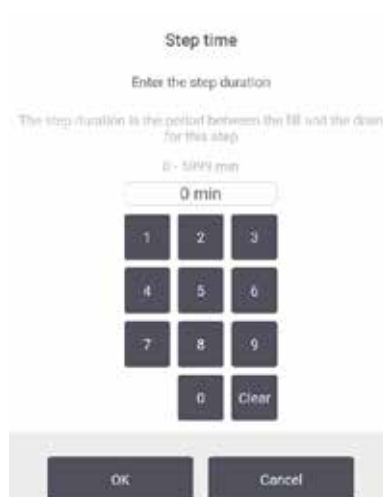 Step time
Enter the step duration
The step duration is the period between the fill and the down
for this step
0 - 5999 min
0 min
1 2 3
4 5 6
7 8 9
0 Clear
OK Cancel